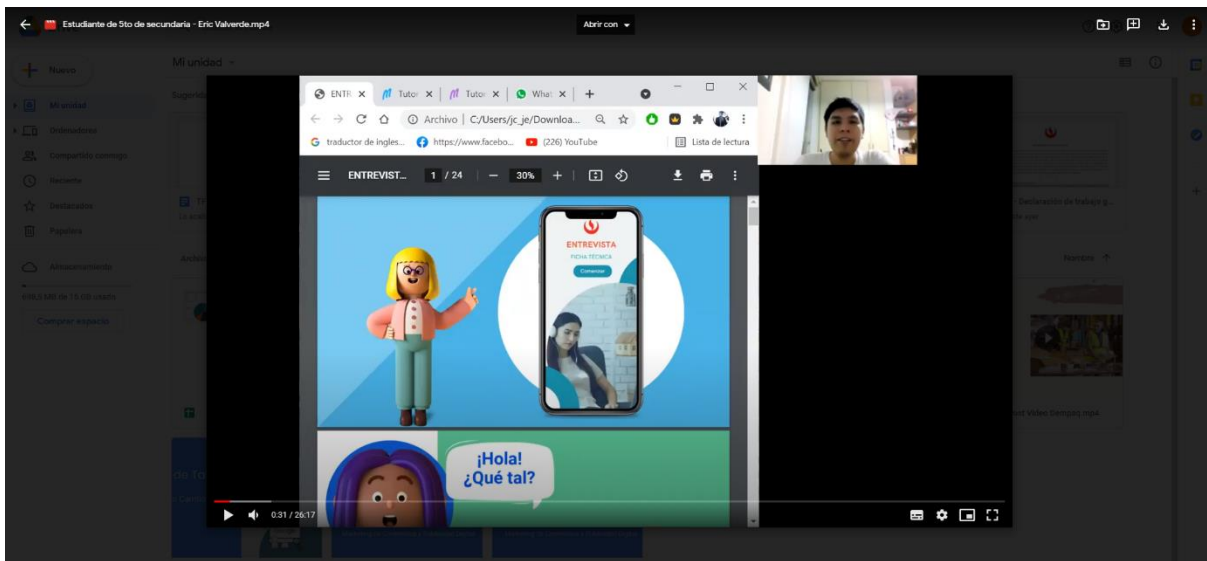 Estudiante de 5to de secundaria - Eric Valverde.mp4
Abrir con
Nuevo
Mi unidad
Mi unidad
Ordenadores
Compartido conmigo
Reciente
Destacados
Papelera
Almacenamiento
Comprar espacio
Nombre
ENTR
Tutor
Tutor
What
Archivo
C:/Users/jc_je/Downloa...
traductor de ingles...
https://www.facebo...
(226) YouTube
Lista de lectura
ENTREVIST...
1 / 24
30%
ENTREVISTA
FICHA TÉCNICA
Comenzar
¡Hola!
¿Qué tal?
0:31 / 26:17